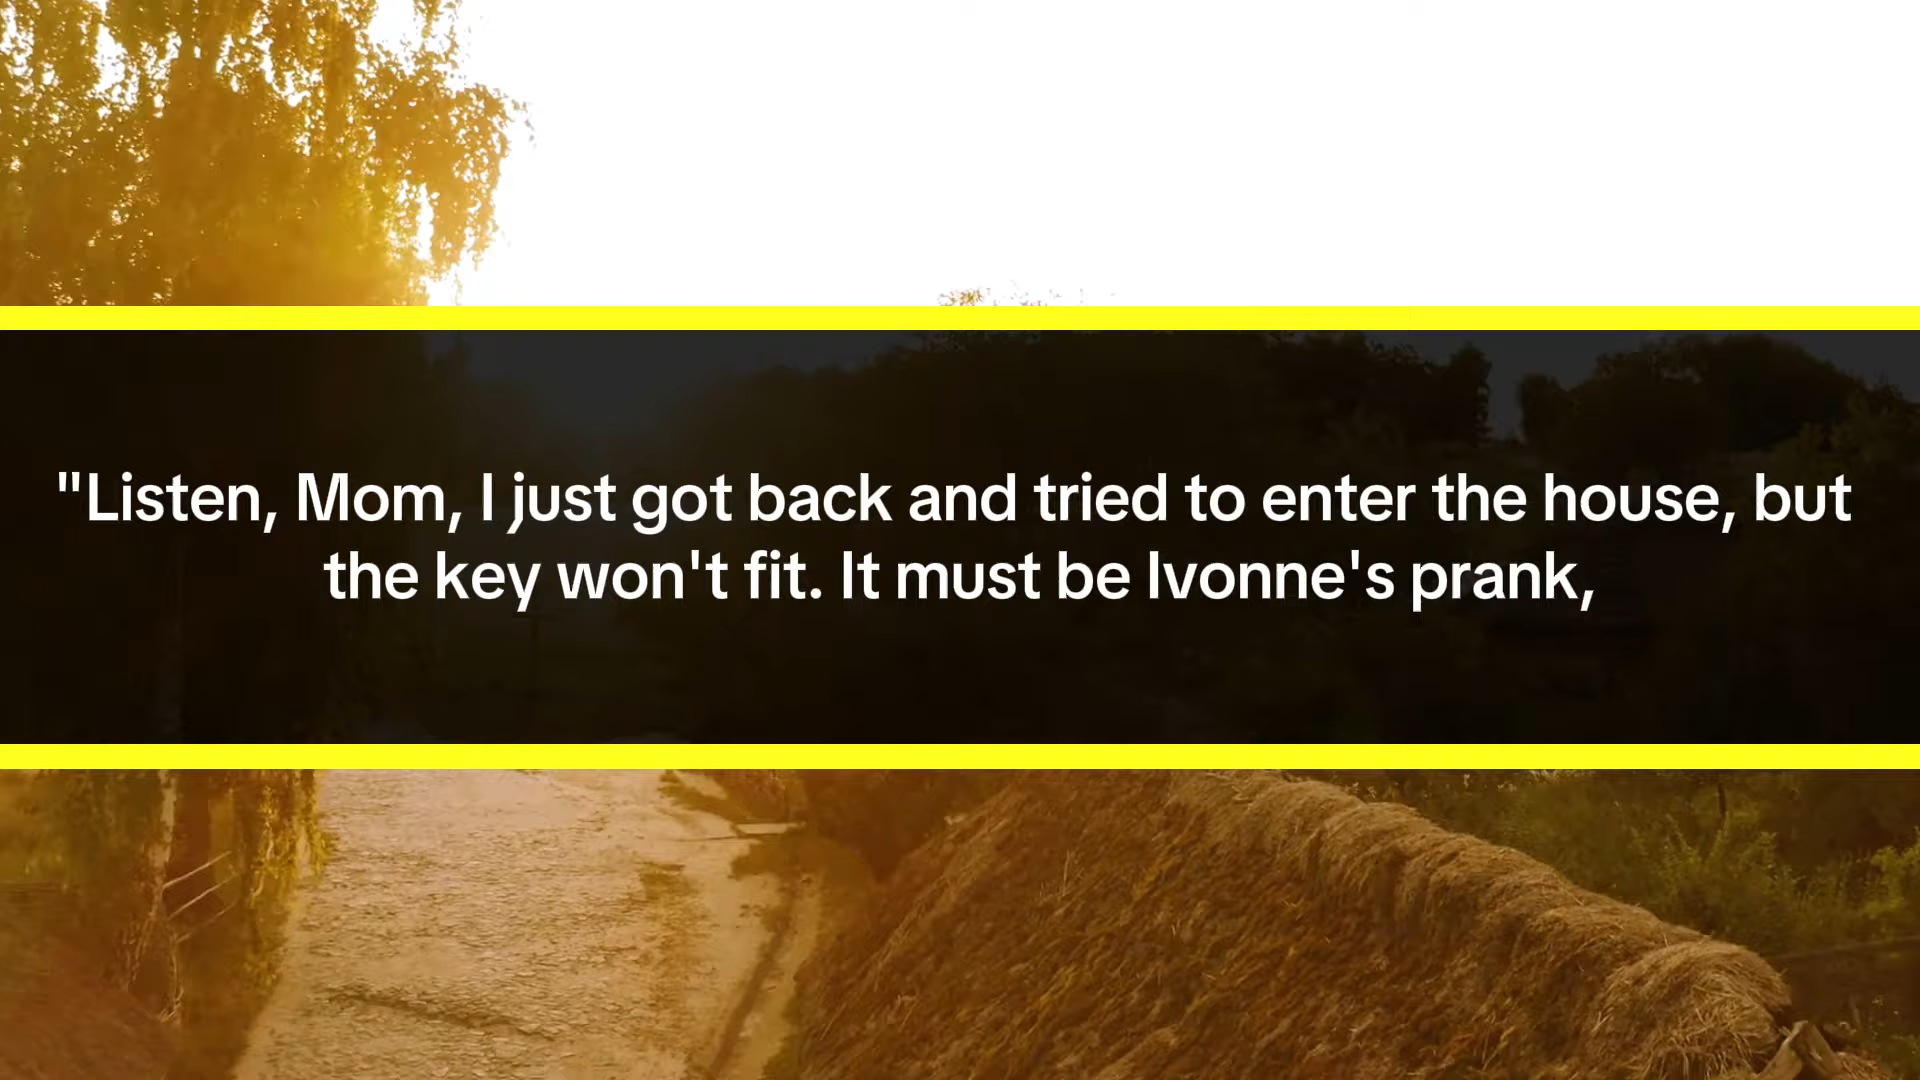 "Listen, Mom, I just got back and tried to enter the house, but
the key won't fit. It must be Ivonne's prank,